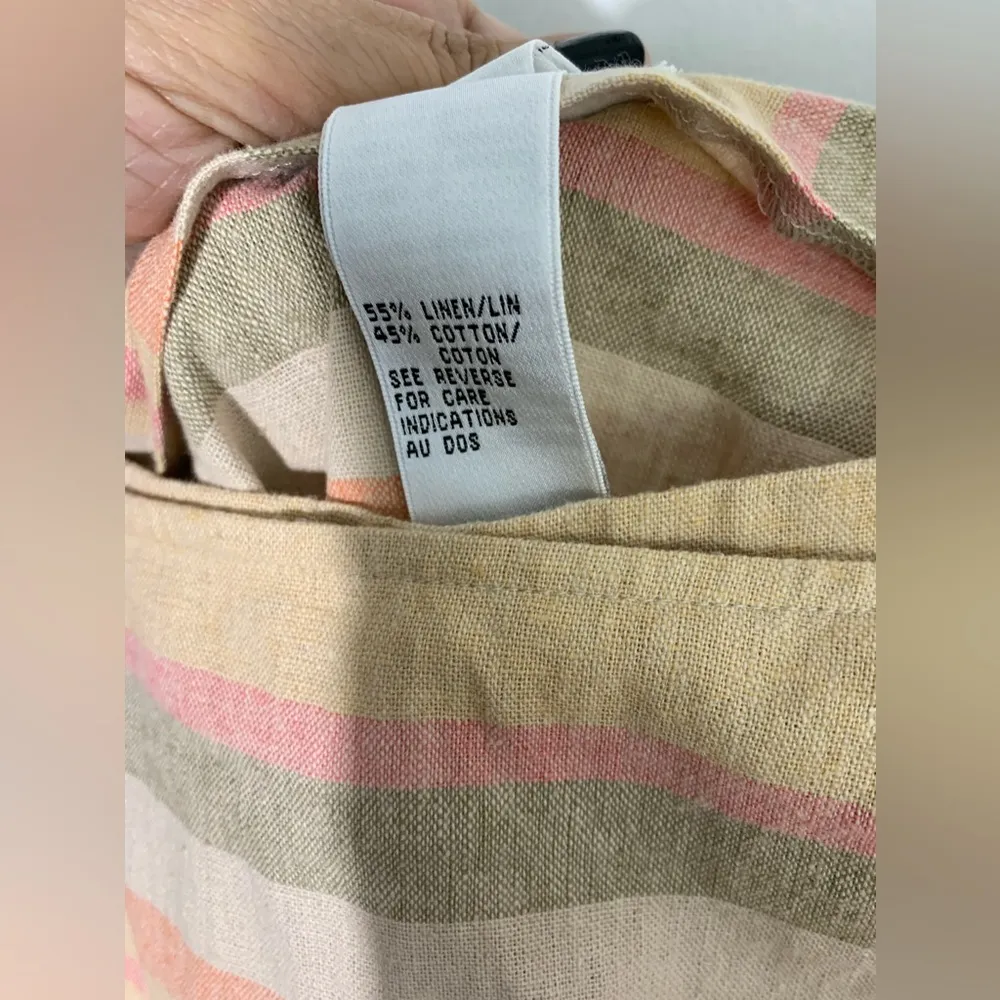 55% LINEN/LIN
45% COTTON/
COTON
SEE REVERSE
FOR CARE
INDICATIONS
AU DOS